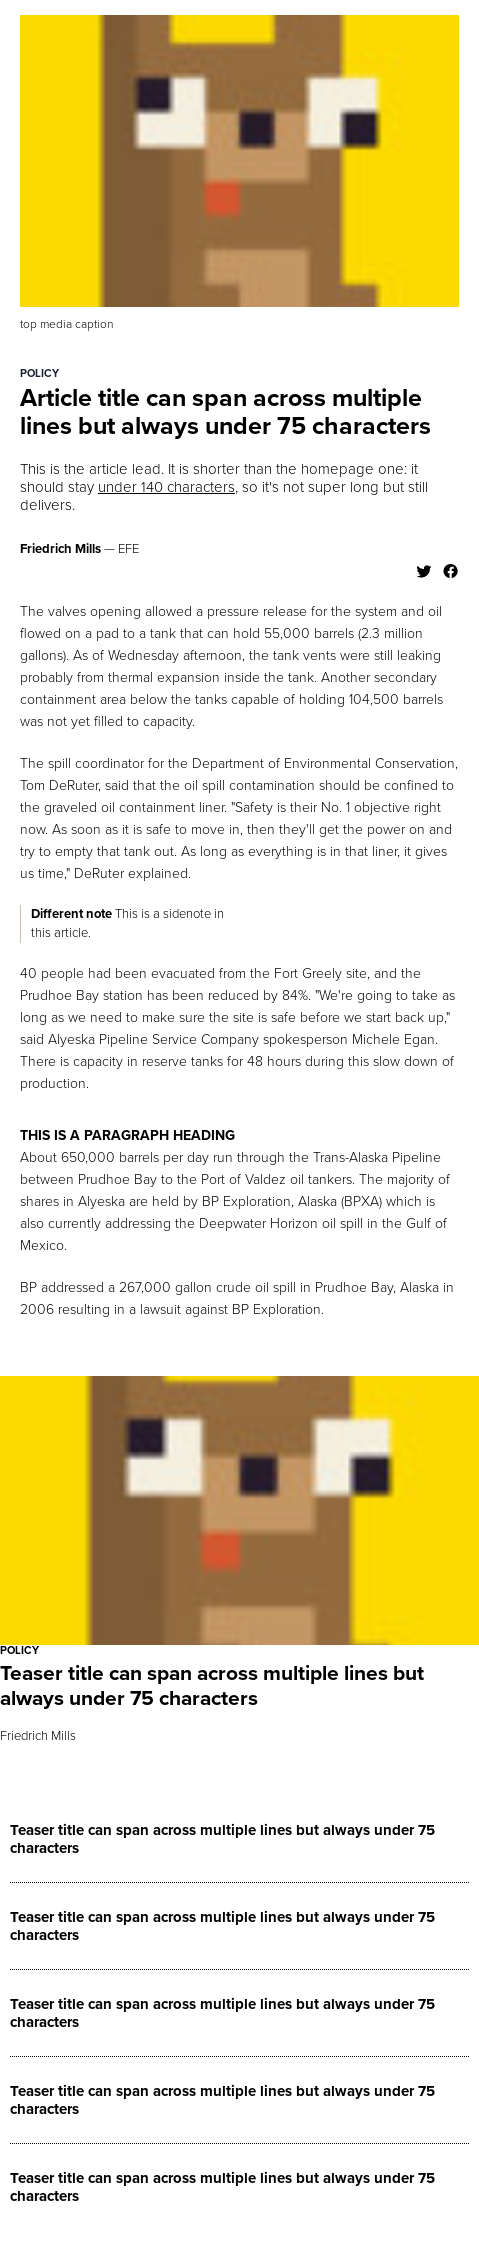 top media caption
POLICY
Article title can span across multiple
lines but always under 75 characters
This is the article lead. It is shorter than the homepage one: it
should stay under 140 characters, so it's not super long but still
delivers.
Friedrich Mills — EFE
The valves opening allowed a pressure release for the system and oil
flowed on a pad to a tank that can hold 55,000 barrels (2.3 million
gallons). As of Wednesday afternoon, the tank vents were still leaking
probably from thermal expansion inside the tank. Another secondary
containment area below the tanks capable of holding 104,500 barrels
was not yet filled to capacity.
The spill coordinator for the Department of Environmental Conservation,
Tom DeRuter, said that the oil spill contamination should be confined to
the graveled oil containment liner. "Safety is their No. 1 objective right
now. As soon as it is safe to move in, then they'll get the power on and
try to empty that tank out. As long as everything is in that liner, it gives
us time," DeRuter explained.
Different note This is a sidenote in
this article.
40 people had been evacuated from the Fort Greely site, and the
Prudhoe Bay station has been reduced by 84%. "We're going to take as
long as we need to make sure the site is safe before we start back up,"
said Alyeska Pipeline Service Company spokesperson Michele Egan.
There is capacity in reserve tanks for 48 hours during this slow down of
production.
THIS IS A PARAGRAPH HEADING
About 650,000 barrels per day run through the Trans-Alaska Pipeline
between Prudhoe Bay to the Port of Valdez oil tankers. The majority of
shares in Alyeska are held by BP Exploration, Alaska (BPXA) which is
also currently addressing the Deepwater Horizon oil spill in the Gulf of
Mexico.
BP addressed a 267,000 gallon crude oil spill in Prudhoe Bay, Alaska in
2006 resulting in a lawsuit against BP Exploration.
POLICY
Teaser title can span across multiple lines but
always under 75 characters
Friedrich Mills
Teaser title can span across multiple lines but always under 75
characters
Teaser title can span across multiple lines but always under 75
characters
Teaser title can span across multiple lines but always under 75
characters
Teaser title can span across multiple lines but always under 75
characters
Teaser title can span across multiple lines but always under 75
characters